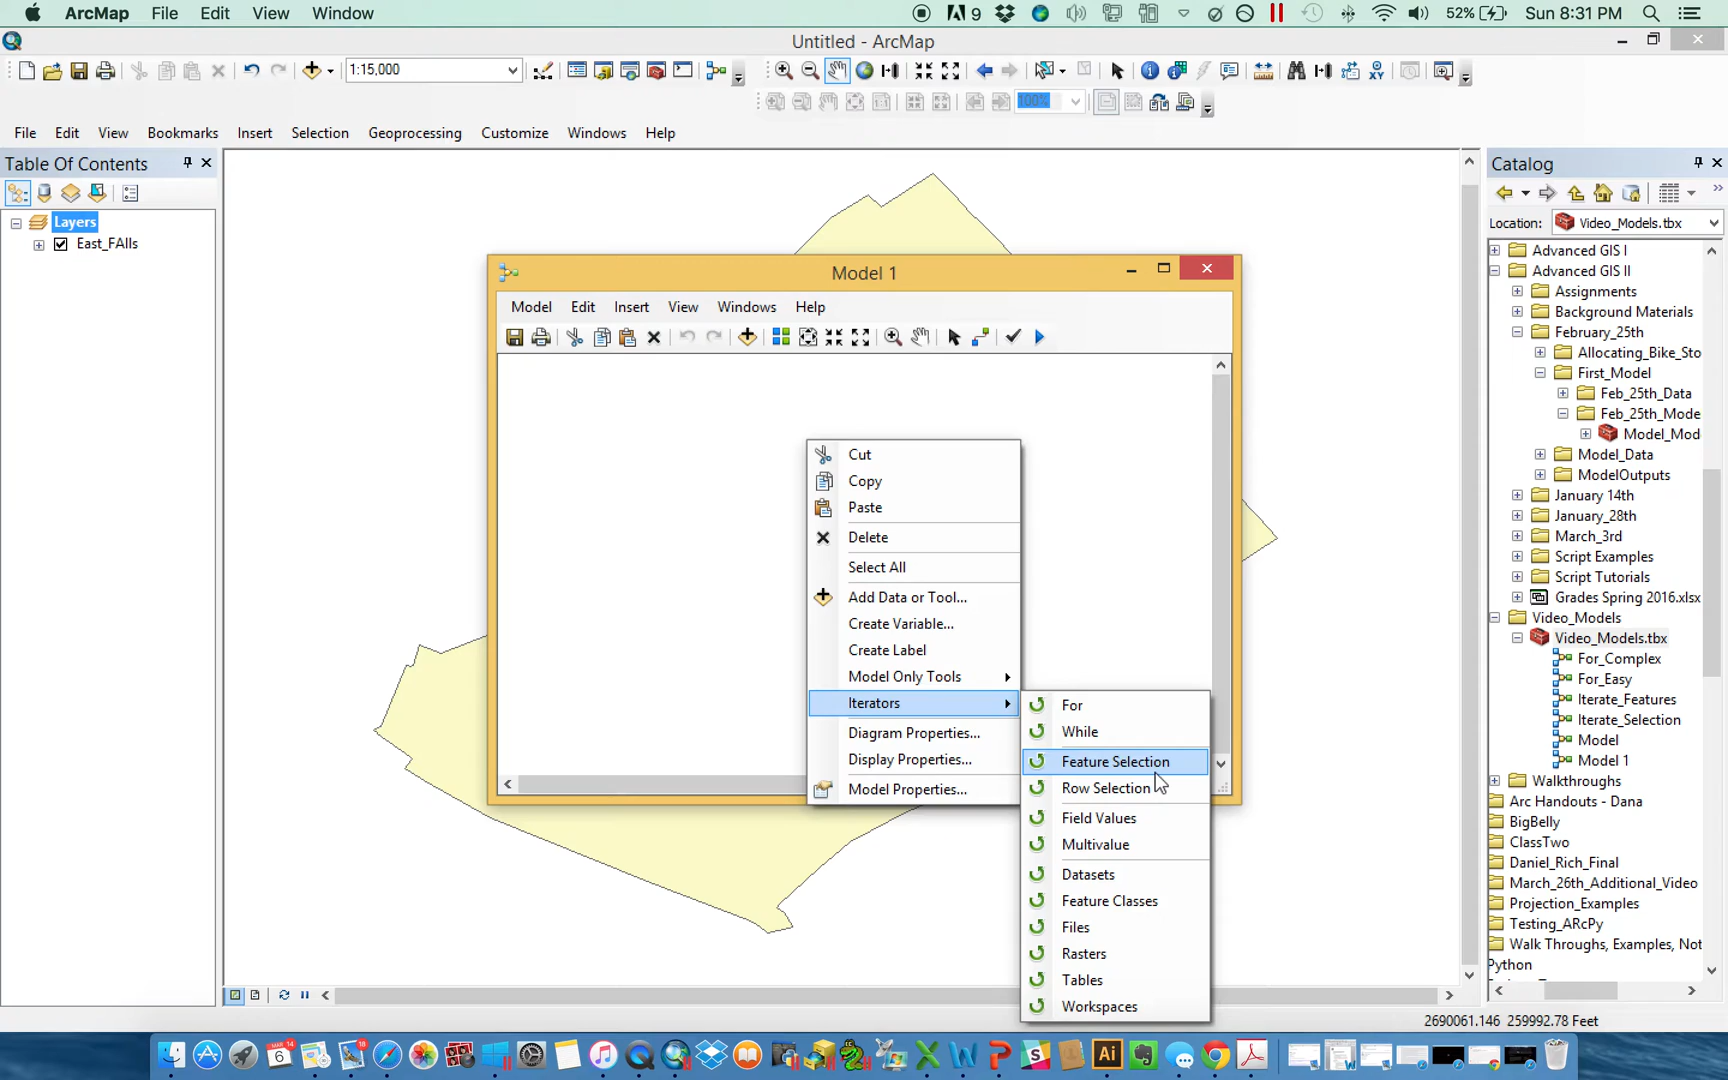 ArcMap File Edit View Window 9 52% Sun 8:31 PM
Untitled - ArcMap
1:15,000
100%
File Edit View Bookmarks Insert Selection Geoprocessing Customize Windows Help
Table Of Contents
Layers
East_FAlls
Model 1
Model Edit Insert View Windows Help
Cut
Copy
Paste
Delete
Select All
Add Data or Tool...
Create Variable...
Create Label
Model Only Tools
Iterators
Diagram Properties...
Display Properties...
Model Properties...
For
While
Feature Selection
Row Selection
Field Values
Multivalue
Datasets
Feature Classes
Files
Rasters
Tables
Workspaces
Catalog
Location: Video_Models.tbx
Advanced GIS I
Advanced GIS II
Assignments
Background Materials
February_25th
Allocating_Bike_Sto
First_Model
Feb_25th_Data
Feb_25th_Mode
Model_Mod
Model_Data
ModelOutputs
January 14th
January_28th
March_3rd
Script Examples
Script Tutorials
Grades Spring 2016.xlsx
Video_Models
Video_Models.tbx
For_Complex
For_Easy
Iterate_Features
Iterate_Selection
Model
Model 1
Walkthroughs
Arc Handouts - Dana
BigBelly
ClassTwo
Daniel_Rich_Final
March_26th_Additional_Video
Projection_Examples
Testing_ARcPy
Walk Throughs, Examples, Not
Python
2690061.146 259992.78 Feet